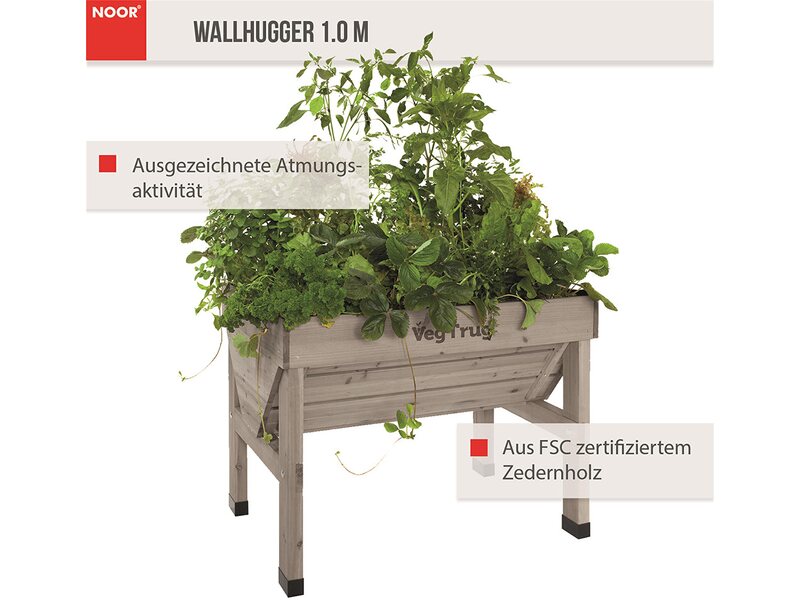 NOOR®
WALLHUGGER 1.0 M
Ausgezeichnete Atmungs-
aktivität
VegTrug
Aus FSC zertifiziertem
Zedernholz